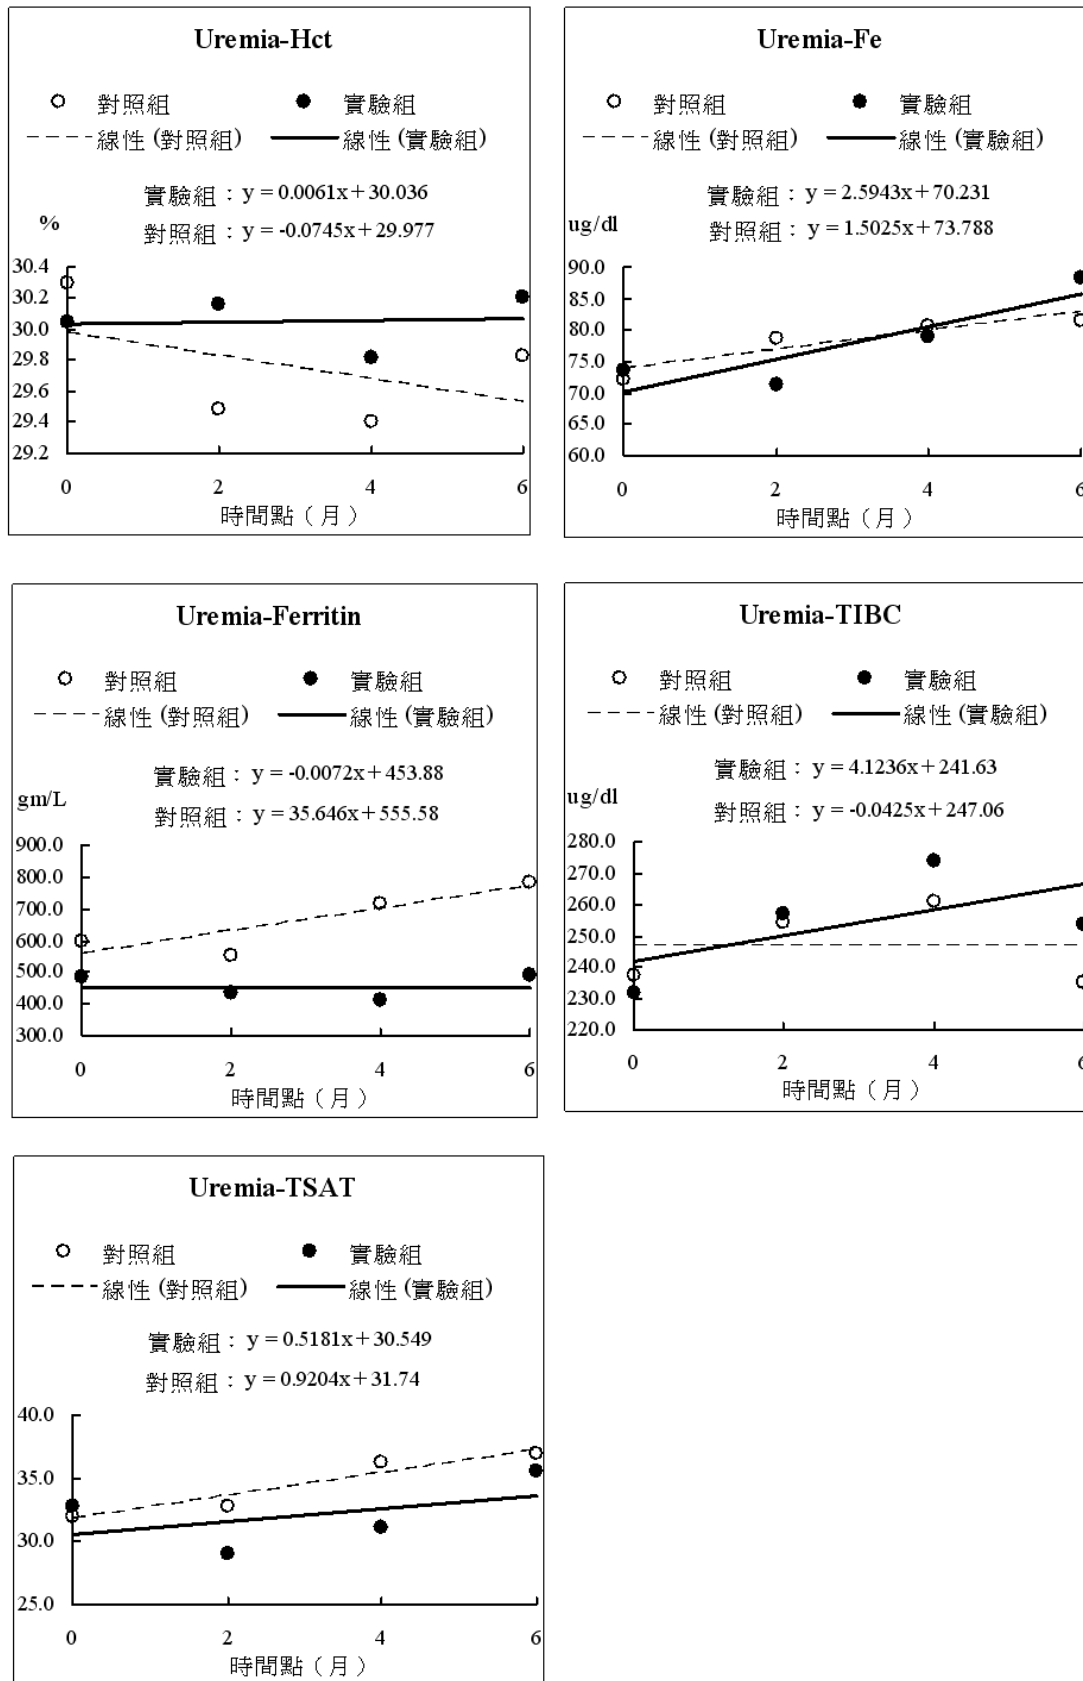 Uremia-Hct
對照組 實驗組
線性 (對照組) 線性 (實驗組)
實驗組：y = 0.0061x+30.036
%
對照組：y = -0.0745x+29.977
30.4
30.2
30.0
29.8
29.6
29.4
29.2
0 2 4 6
時間點（月）
Uremia-Fe
對照組 實驗組
線性 (對照組) 線性 (實驗組)
實驗組：y = 2.5943x+70.231
ug/dl
對照組：y = 1.5025x+73.788
90.0
85.0
80.0
75.0
70.0
65.0
60.0
0 2 4 6
時間點（月）
Uremia-Ferritin
對照組 實驗組
線性 (對照組) 線性 (實驗組)
實驗組：y = -0.0072x+453.88
gm/L
對照組：y = 35.646x+555.58
900.0
800.0
700.0
600.0
500.0
400.0
300.0
0 2 4 6
時間點（月）
Uremia-TIBC
對照組 實驗組
線性 (對照組) 線性 (實驗組)
實驗組：y = 4.1236x+241.63
ug/dl
對照組：y = -0.0425x+247.06
280.0
270.0
260.0
250.0
240.0
230.0
220.0
0 2 4 6
時間點（月）
Uremia-TSAT
對照組 實驗組
線性 (對照組) 線性 (實驗組)
實驗組：y = 0.5181x+30.549
對照組：y = 0.9204x+31.74
40.0
35.0
30.0
25.0
0 2 4 6
時間點（月）